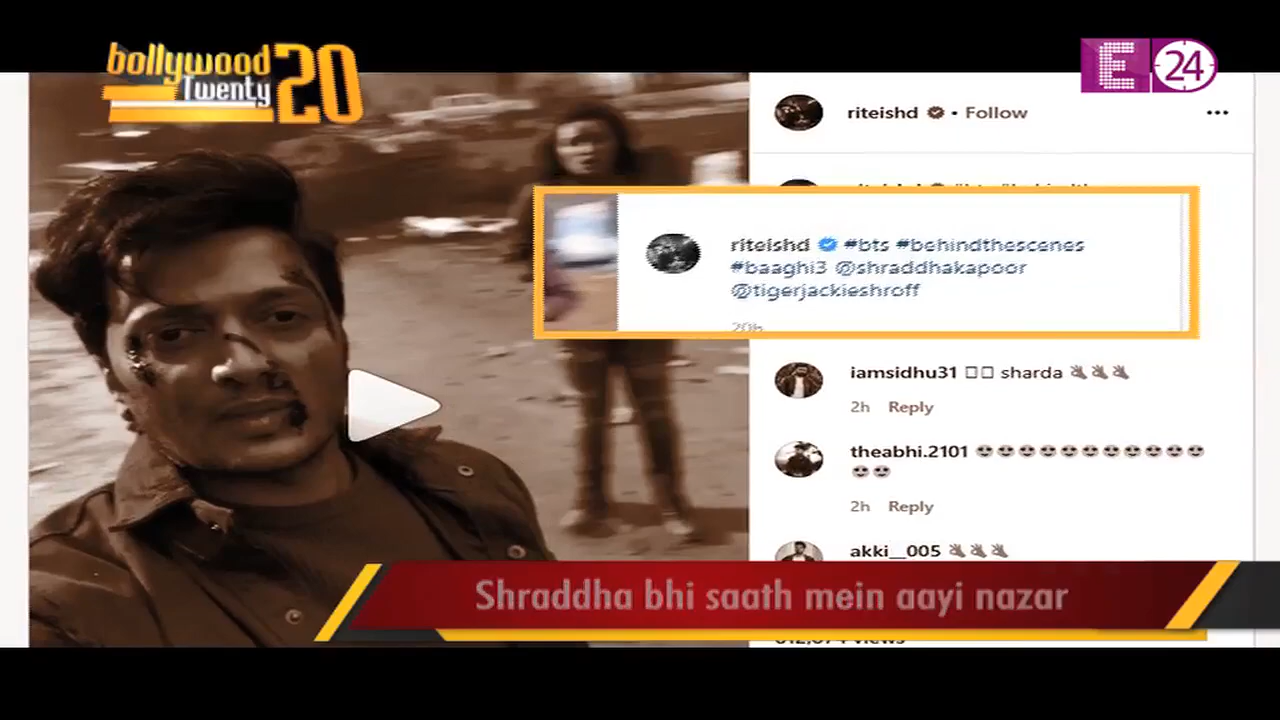 bollywood
Twenty 20
E 24
riteishd • Follow
riteishd #bts #behindthescenes
#baaghi3 @shraddhakapoor
@tigerjackieshroff
20h
iamsidhu31 sharda 👌🏽👌🏽👌🏽
2h Reply
theabhi.2101 😎😎😎😎😎😎😎😎😎😎😎
😎😎
2h Reply
akki__005 👌🏽👌🏽👌🏽
Shraddha bhi saath mein aayi nazar